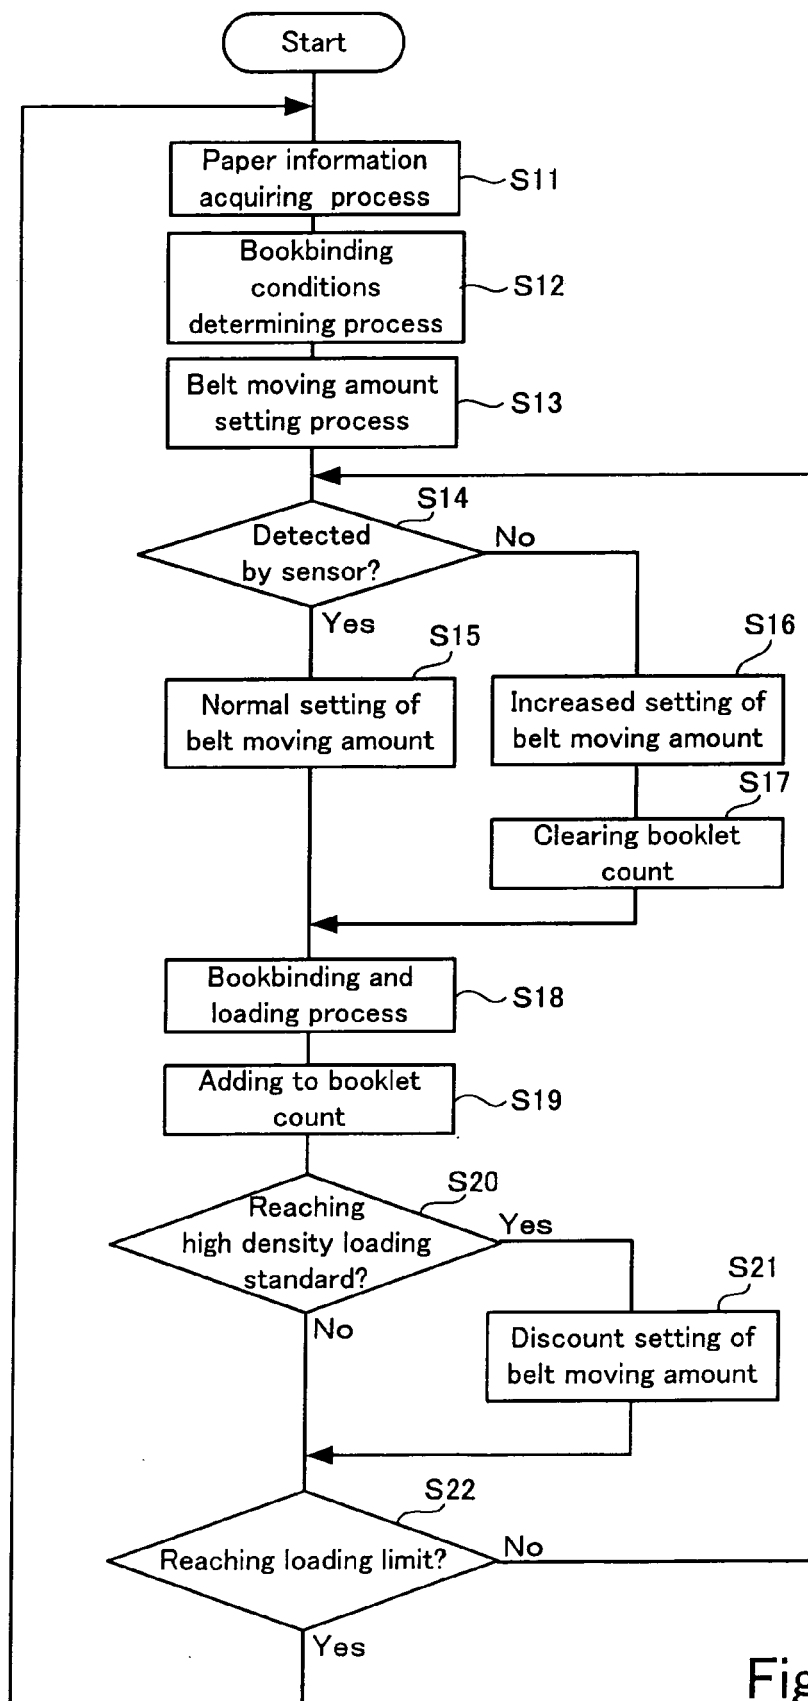 Start
Paper information
acquiring process
S11
Bookbinding
conditions
determining process
S12
Belt moving amount
setting process
S13
S14
Detected
by sensor?
No
Yes
S15
Normal setting of
belt moving amount
S16
Increased setting of
belt moving amount
S17
Clearing booklet
count
Bookbinding and
loading process
S18
Adding to booklet
count
S19
S20
Reaching
high density loading
standard?
Yes
No
S21
Discount setting of
belt moving amount
S22
Reaching loading limit?
No
Yes
Fig